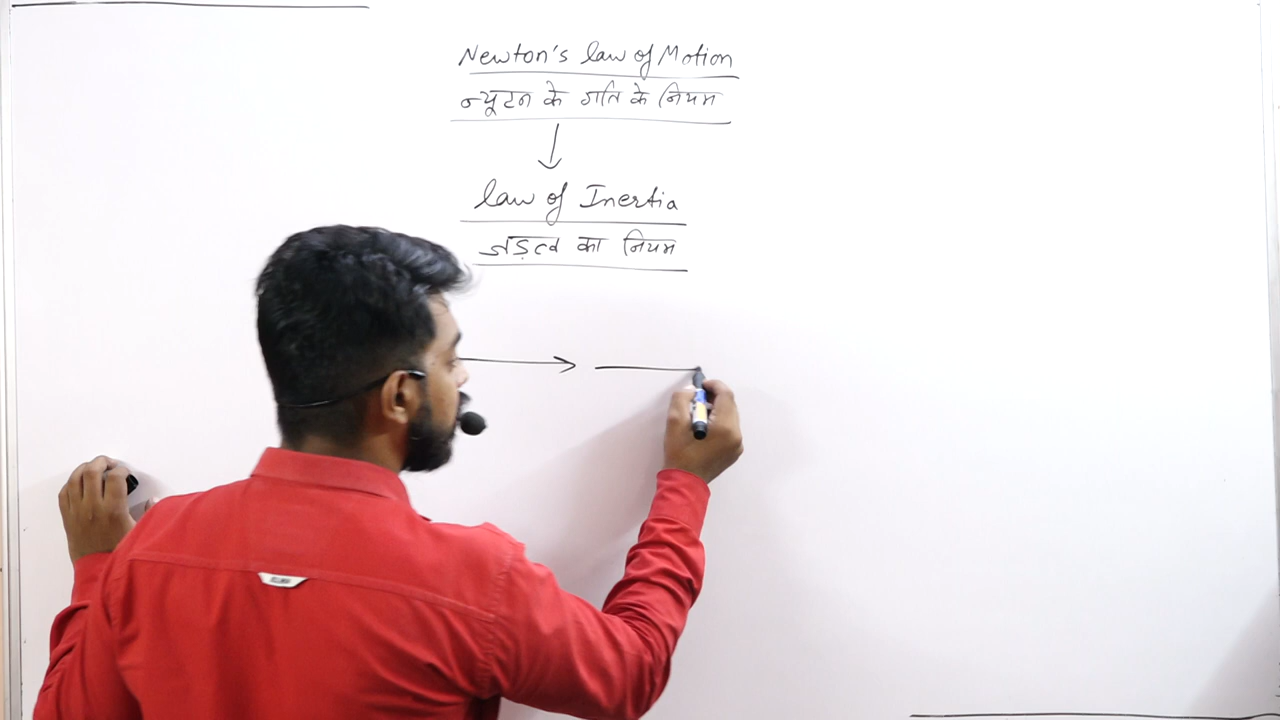 Newton's law of Motion
न्यूटन के गति के नियम
law of Inertia
जड़त्व का नियम